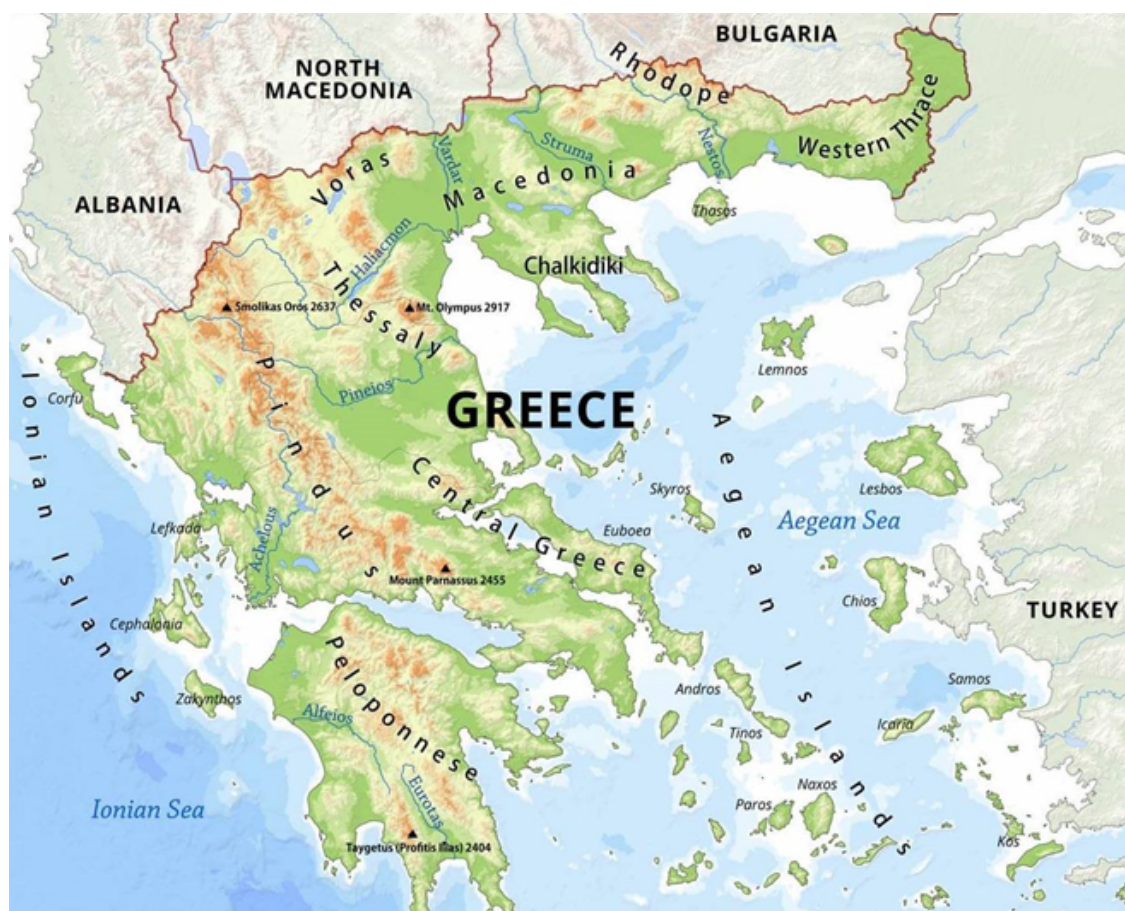 BULGARIA
Rhodope
NORTH
MACEDONIA
Western Thrace
Vardar
Struma
Nestos
Voras
Macedonia
ALBANIA
Thasos
Haliacmon
Chalkidiki
Thessaly
Smolikas Oros 2637
Mt. Olympus 2917
Lemnos
Pindus
Pineios
Corfu
GREECE
Ionian Islands
Aegean Islands
Central Greece
Skyros
Lesbos
Aegean Sea
Lefkada
Achelous
Euboea
Mount Parnassus 2455
Chios
TURKEY
Cephalonia
Peloponnese
Zakynthos
Andros
Samos
Alfeios
Tinos
Icaria
Eurotas
Naxos
Paros
Ionian Sea
Kos
Taygetus (Profitis Ilias) 2404